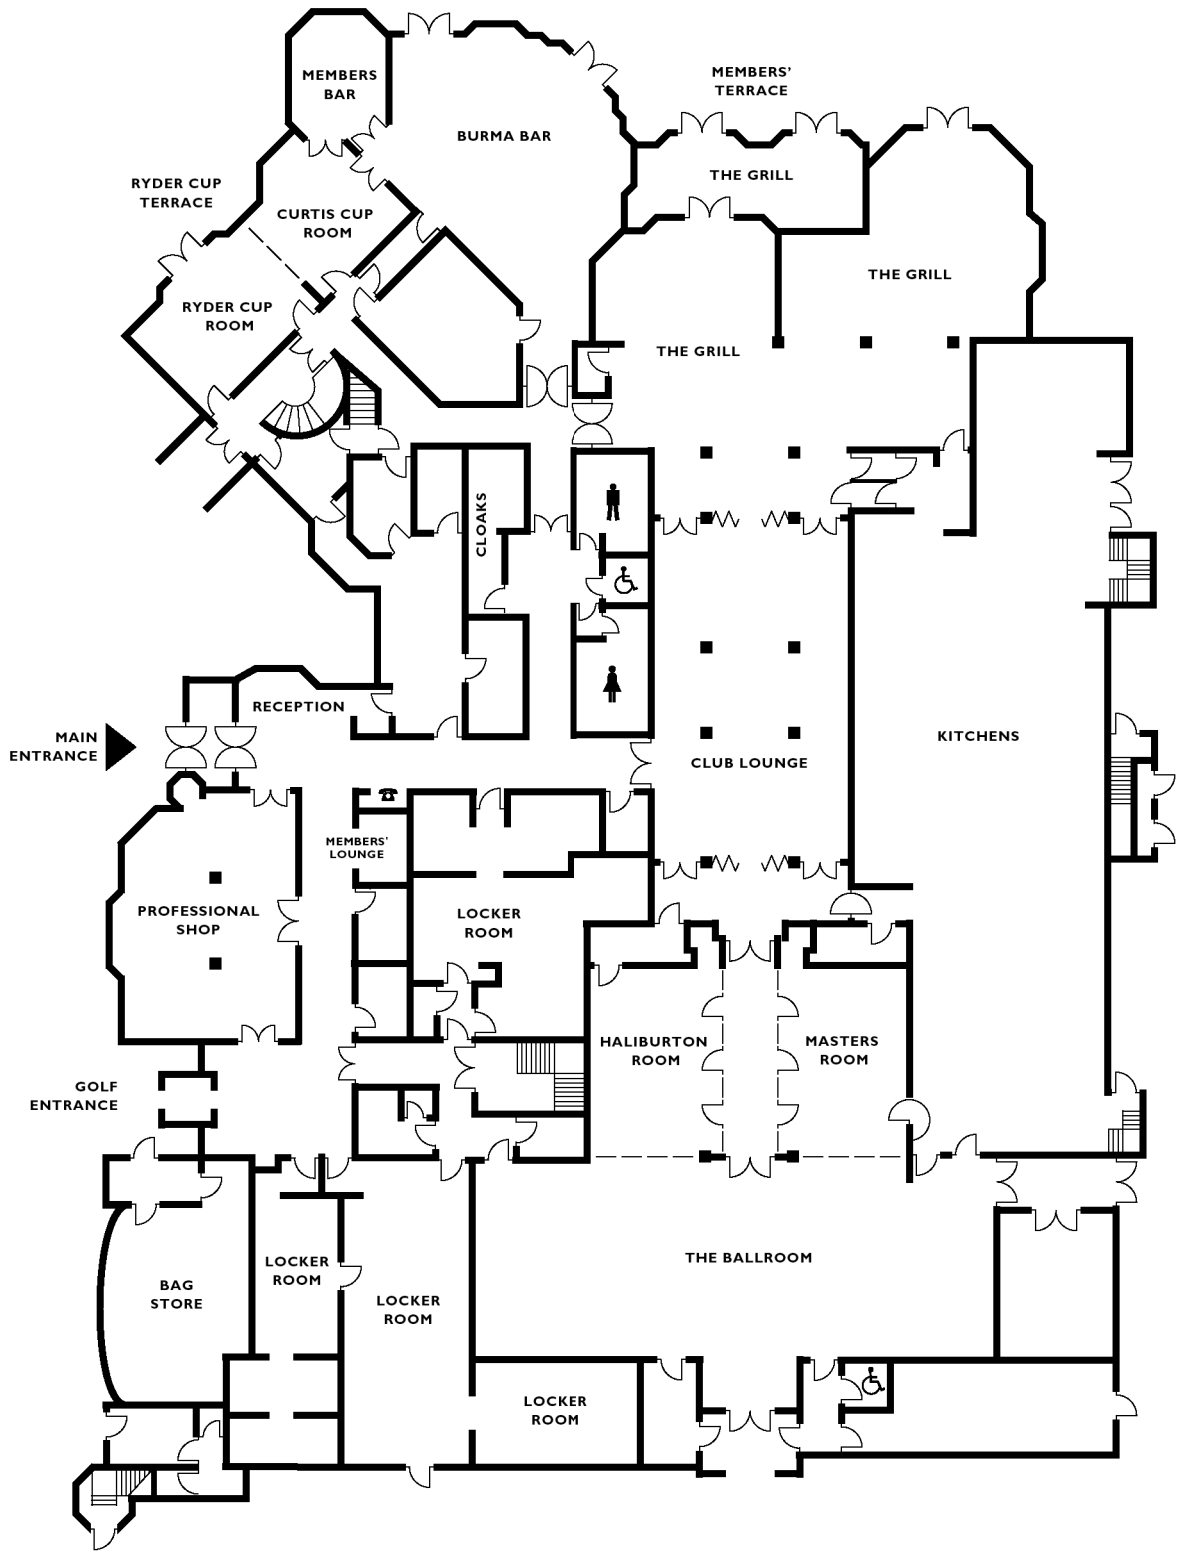 MEMBERS
BAR
MEMBERS'
TERRACE
BURMA BAR
THE GRILL
RYDER CUP
TERRACE
CURTIS CUP
ROOM
THE GRILL
RYDER CUP
ROOM
THE GRILL
CLOAKS
RECEPTION
MAIN
ENTRANCE
KITCHENS
CLUB LOUNGE
MEMBERS'
LOUNGE
PROFESSIONAL
SHOP
LOCKER
ROOM
HALIBURTON
ROOM
MASTERS
ROOM
GOLF
ENTRANCE
THE BALLROOM
LOCKER
ROOM
BAG
STORE
LOCKER
ROOM
LOCKER
ROOM